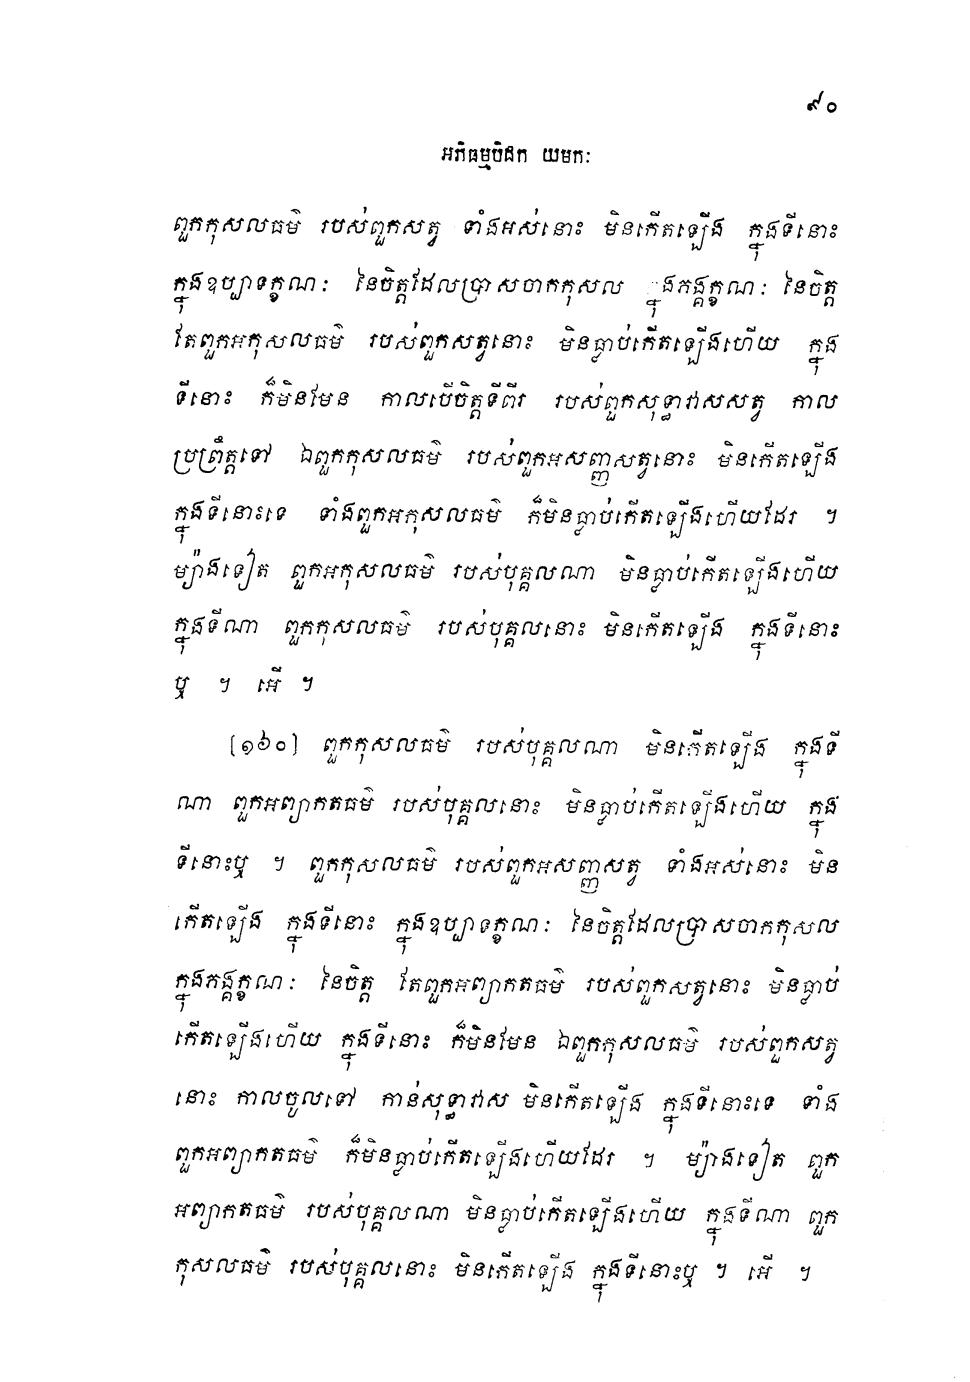 ៩០
អភិធម្មបិដក យមកៈ
ពួកកុសលធម៌ របស់ពួកសត្វ ទាំងអស់នោះ មិនកើតឡើង ក្នុងទីនោះ
ក្នុងឧប្បាទក្ខណៈ នៃចិត្តដែលប្រាសចាកកុសល ក្នុងភង្គក្ខណៈ នៃចិត្ត
តែពួកអកុសលធម៌ របស់ពួកសត្វនោះ មិនធ្លាប់កើតឡើងហើយ ក្នុង
ទីនោះ ក៏មិនមែន កាលបើចិត្តទីពីរ របស់ពួកសុទ្ធាវាសសត្វ កាល
ប្រព្រឹត្តទៅ ឯពួកកុសលធម៌ របស់ពួកអសញ្ញសត្វនោះ មិនកើតឡើង
ក្នុងទីនោះទេ ទាំងពួកអកុសលធម៌ ក៏មិនធ្លាប់កើតឡើងហើយដែរ ។
ម្យ៉ាងទៀត ពួកអកុសលធម៌ របស់បុគ្គលណា មិនធ្លាប់កើតឡើងហើយ
ក្នុងទីណា ពួកកុសលធម៌ របស់បុគ្គលនោះ មិនកើតឡើង ក្នុងទីនោះ
ឬ ។ អើ ។
[១៦០] ពួកកុសលធម៌ របស់បុគ្គលណា មិនកើតឡើង ក្នុងទី
ណា ពួកអព្យាកតធម៌ របស់បុគ្គលនោះ មិនធ្លាប់កើតឡើងហើយ ក្នុង
ទីនោះឬ ។ ពួកកុសលធម៌ របស់ពួកអសញ្ញសត្វ ទាំងអស់នោះ មិន
កើតឡើង ក្នុងទីនោះ ក្នុងឧប្បាទក្ខណៈ នៃចិត្តដែលប្រាសចាកកុសល
ក្នុងភង្គក្ខណៈ នៃចិត្ត តែពួកអព្យាកតធម៌ របស់ពួកសត្វនោះ មិនធ្លាប់
កើតឡើងហើយ ក្នុងទីនោះ ក៏មិនមែន ឯពួកកុសលធម៌ របស់ពួកសត្វ
នោះ កាលចូលទៅ កាន់សុទ្ធាវាស មិនកើតឡើង ក្នុងទីនោះទេ ទាំង
ពួកអព្យាកតធម៌ ក៏មិនធ្លាប់កើតឡើងហើយដែរ ។ ម្យ៉ាងទៀត ពួក
អព្យាកតធម៌ របស់បុគ្គលណា មិនធ្លាប់កើតឡើងហើយ ក្នុងទីណា ពួក
កុសលធម៌ របស់បុគ្គលនោះ មិនកើតឡើង ក្នុងទីនោះឬ ។ អើ ។